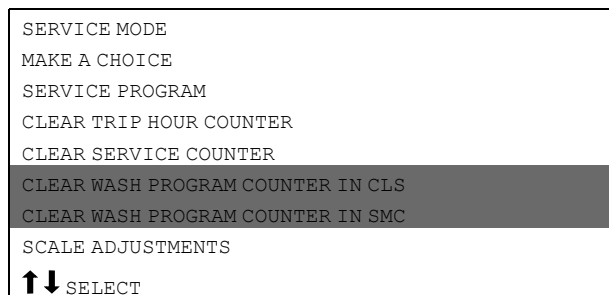 SERVICE MODE
MAKE A CHOICE
SERVICE PROGRAM
CLEAR TRIP HOUR COUNTER
CLEAR SERVICE COUNTER
CLEAR WASH PROGRAM COUNTER IN CLS
CLEAR WASH PROGRAM COUNTER IN SMC
SCALE ADJUSTMENTS
⬆⬇ SELECT